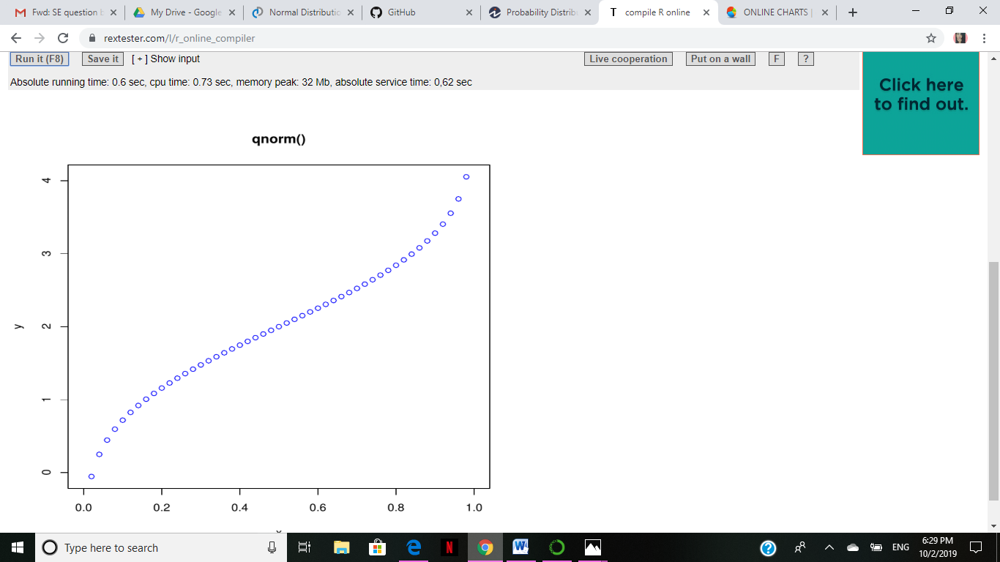 Fwd: SE question b
My Drive - Google
Normal Distributio
GitHub
Probability Distrib
compile R online
ONLINE CHARTS |
rextester.com/l/r_online_compiler
Run it (F8) Save it [ + ] Show input Live cooperation Put on a wall F ?
Absolute running time: 0.6 sec, cpu time: 0.73 sec, memory peak: 32 Mb, absolute service time: 0,62 sec
Click here
to find out.
qnorm()
4
3
2
1
0
y
0.0 0.2 0.4 0.6 0.8 1.0
Type here to search
ENG
6:29 PM
10/2/2019